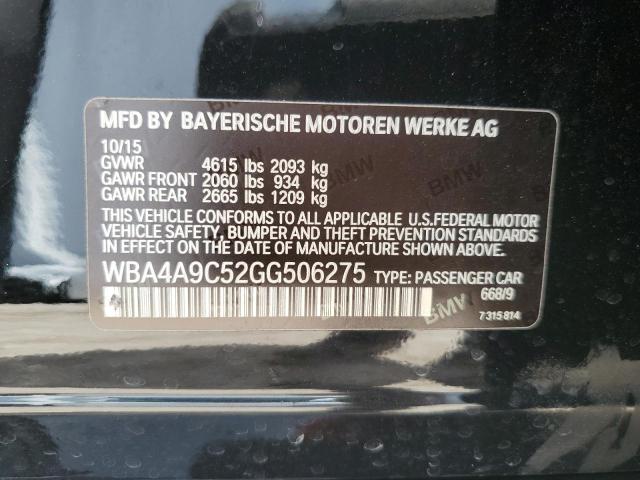 MFD BY BAYERISCHE MOTOREN WERKE AG
10/15
GVWR 4615 lbs 2093 kg
GAWR FRONT 2060 lbs 934 kg
GAWR REAR 2665 lbs 1209 kg
THIS VEHICLE CONFORMS TO ALL APPLICABLE U.S.FEDERAL MOTOR
VEHICLE SAFETY, BUMPER AND THEFT PREVENTION STANDARDS
IN EFFECT ON THE DATE OF MANUFACTURE SHOWN ABOVE.
WBA4A9C52GG506275 TYPE: PASSENGER CAR
668/9
7 315 814
BMW
BMW
BMW